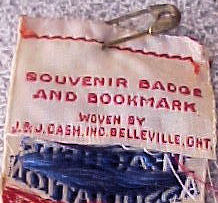 SOUVENIR BADGE
AND BOOKMARK
WOVEN BY
J.&J.CASH, INC. BELLEVILLE, ONT